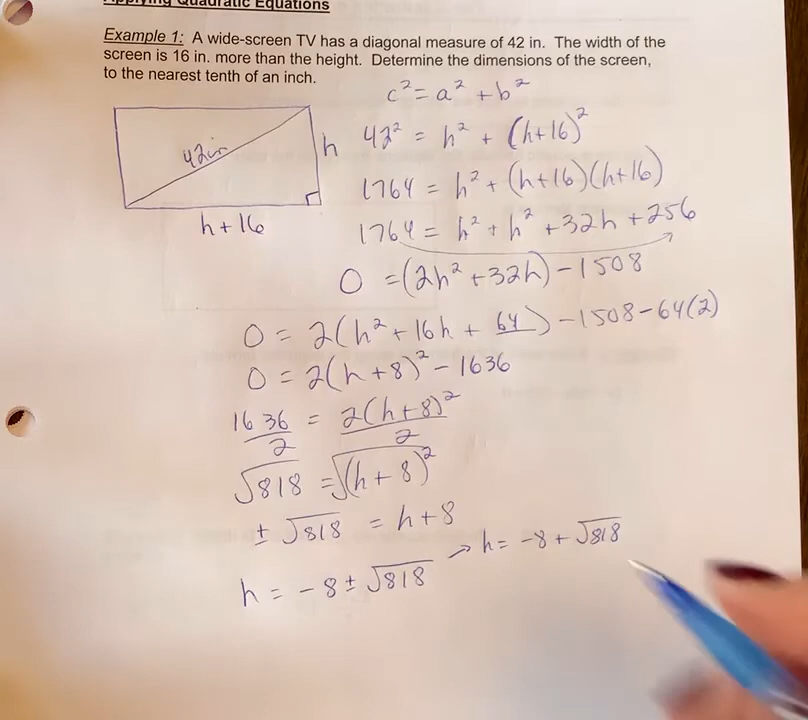 Applying Quadratic Equations
Example 1: A wide-screen TV has a diagonal measure of 42 in. The width of the
screen is 16 in. more than the height. Determine the dimensions of the screen,
to the nearest tenth of an inch.
c² = a² + b²
42in
h
h + 16
42² = h² + (h+16)²
1764 = h² + (h+16)(h+16)
1764 = h² + h² + 32h + 256
0 = (2h² + 32h) - 1508
0 = 2(h² + 16h + 64) - 1508 - 64(2)
0 = 2(h+8)² - 1636
1636/2 = 2(h+8)²/2
√818 = √(h+8)²
± √818 = h+8
h = -8 ± √818
→ h = -8 + √818